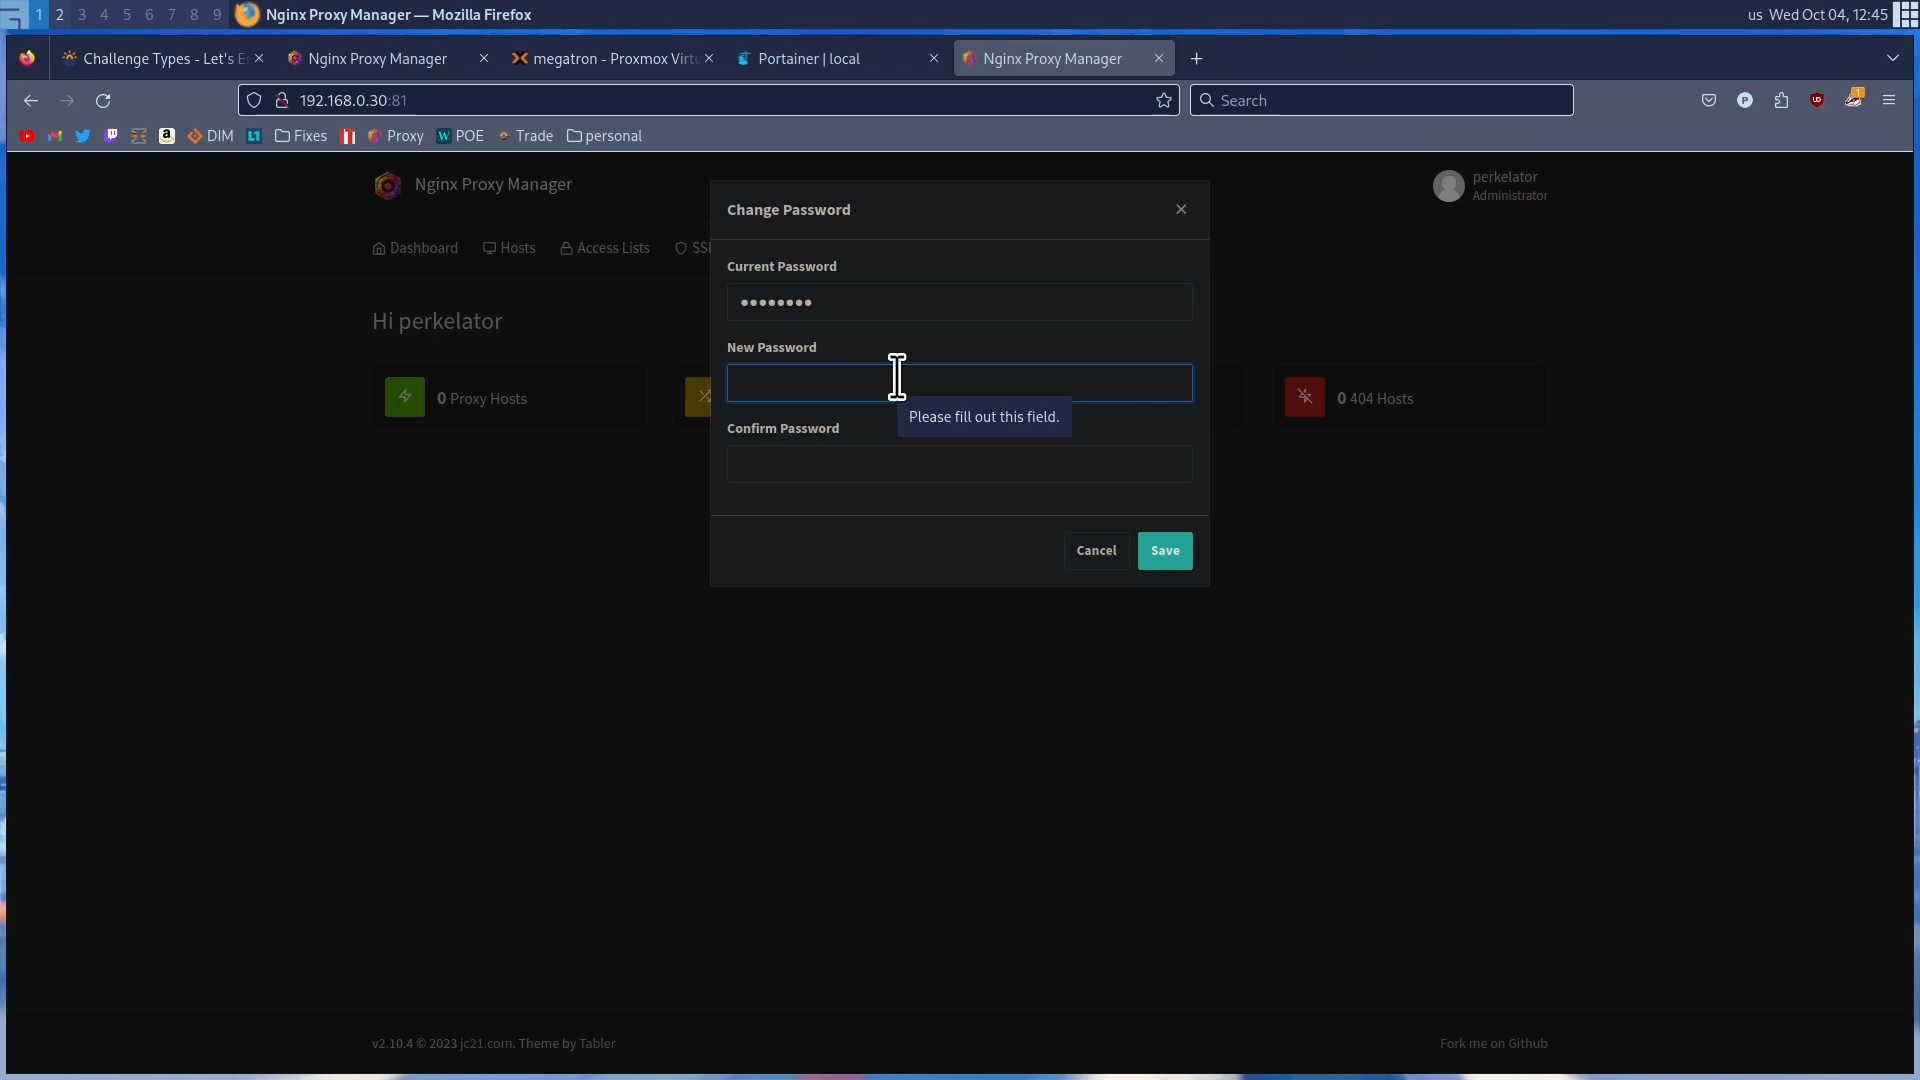 1 2 3 4 5 6 7 8 9 Nginx Proxy Manager — Mozilla Firefox us Wed Oct 04, 12:45
Challenge Types - Let's E Nginx Proxy Manager megatron - Proxmox Virtu Portainer | local Nginx Proxy Manager
192.168.0.30:81 Search P UD 1
DIM L1 Fixes Proxy W POE Trade personal
Nginx Proxy Manager
perkelator
Administrator
Change Password
Dashboard Hosts Access Lists SSL
Current Password
••••••••
Hi perkelator
New Password
0 Proxy Hosts
0 404 Hosts
Please fill out this field.
Confirm Password
Cancel Save
v2.10.4 © 2023 jc21.com. Theme by Tabler Fork me on Github